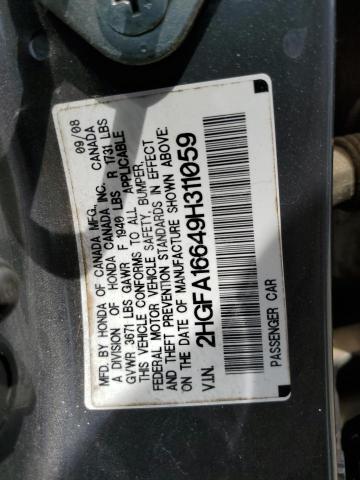 MFD. BY HONDA OF CANADA MFG. 09/08
A DIVISION OF HONDA CANADA INC. CANADA
GVWR 3671 LBS GAWR F 1940 LBS R 1731 LBS
THIS VEHICLE CONFORMS TO ALL APPLICABLE
FEDERAL MOTOR VEHICLE SAFETY, BUMPER,
AND THEFT PREVENTION STANDARDS IN EFFECT
ON THE DATE OF MANUFACTURE SHOWN ABOVE.
V.I.N. 2HGFA16649H311059
PASSENGER CAR